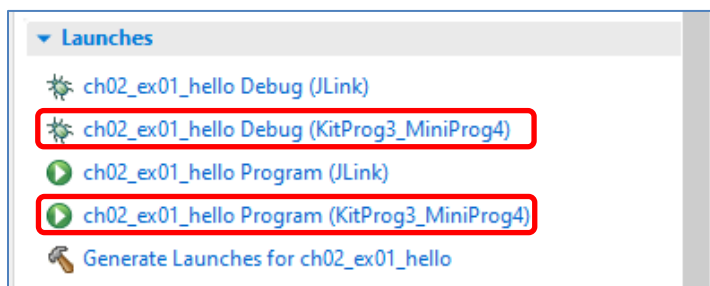 Launches
ch02_ex01_hello Debug (JLink)
ch02_ex01_hello Debug (KitProg3_MiniProg4)
ch02_ex01_hello Program (JLink)
ch02_ex01_hello Program (KitProg3_MiniProg4)
Generate Launches for ch02_ex01_hello